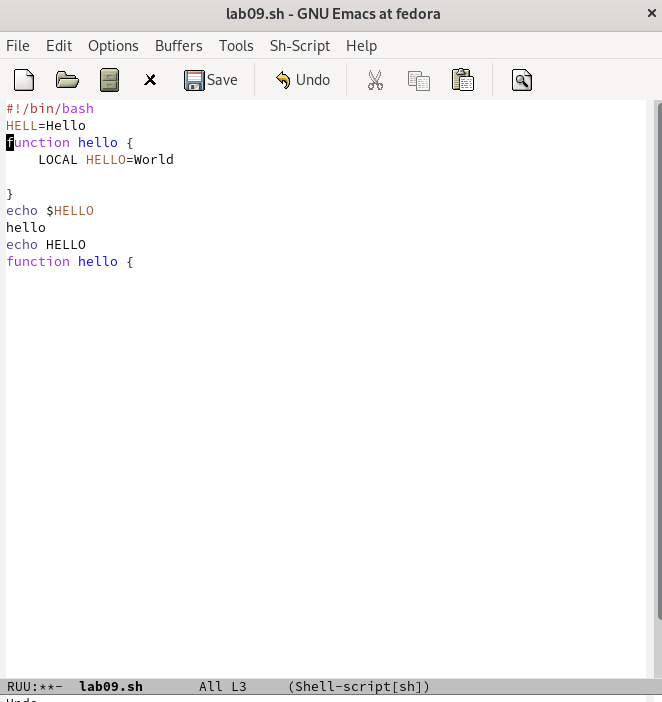 lab09.sh - GNU Emacs at fedora
File Edit Options Buffers Tools Sh-Script Help
Save Undo
#!/bin/bash
HELL=Hello
function hello {
    LOCAL HELLO=World
}
echo $HELLO
hello
echo HELLO
function hello {
RUU:**-  lab09.sh       All L3     (Shell-script[sh])
Undo